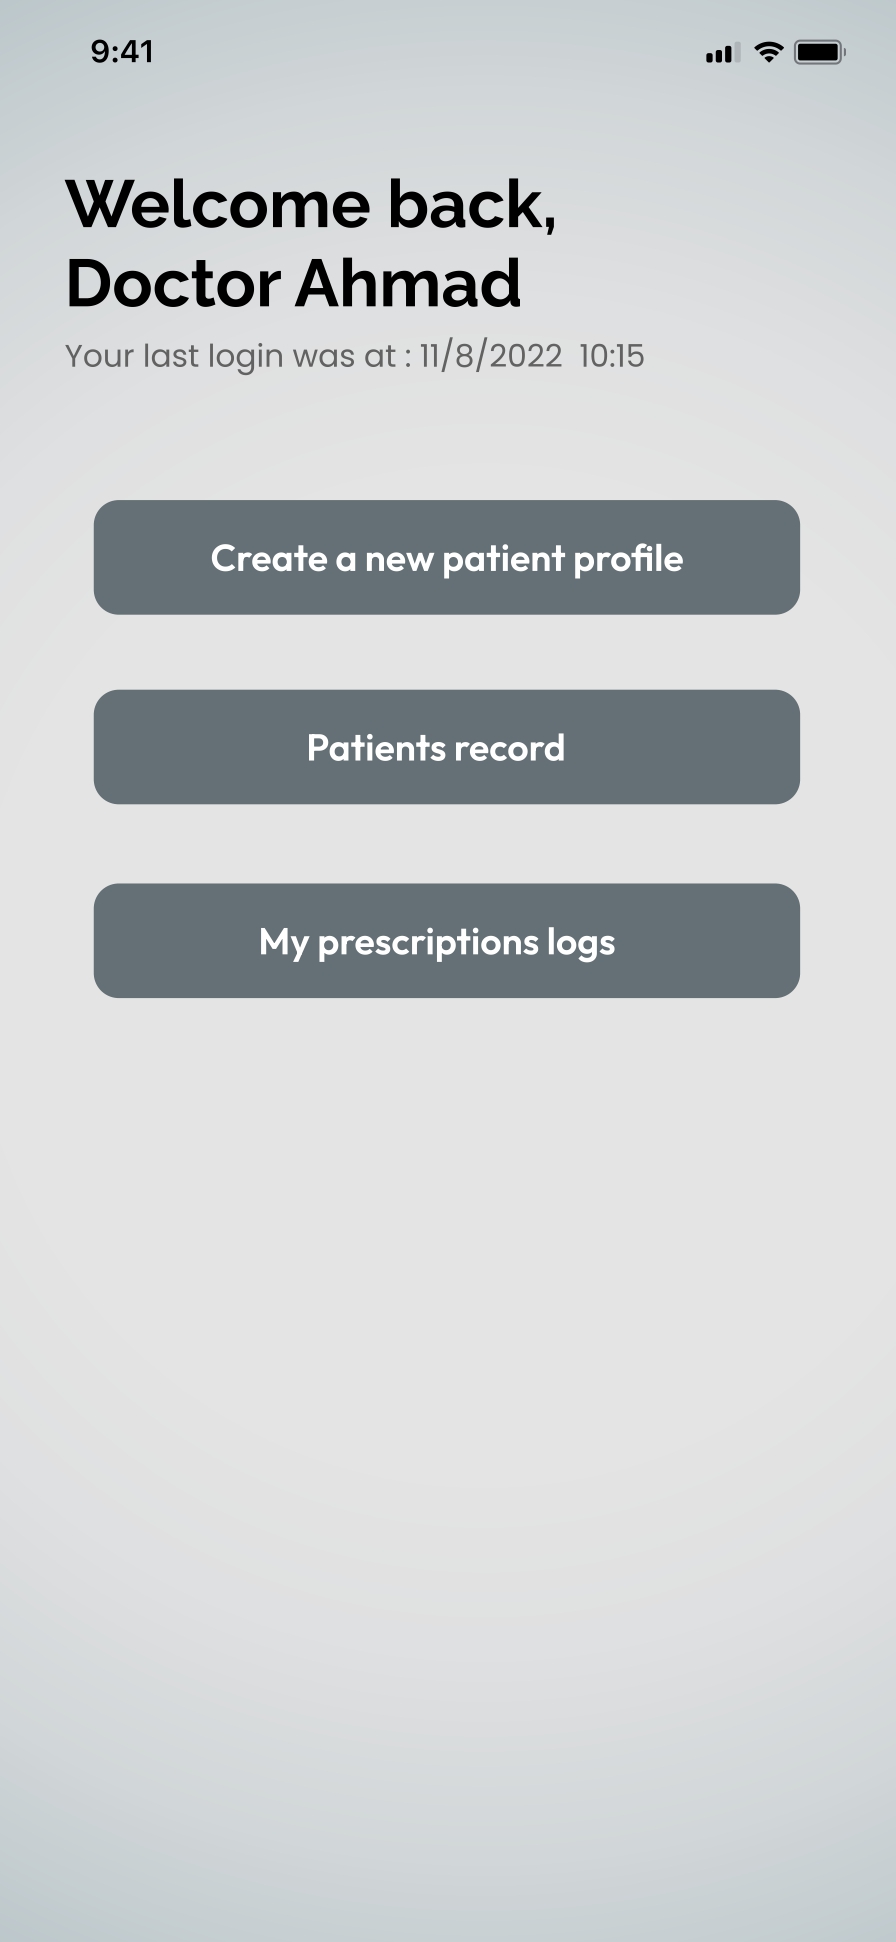 9:41
Welcome back,
Doctor Ahmad
Your last login was at : 11/8/2022  10:15
Create a new patient profile
Patients record
My prescriptions logs